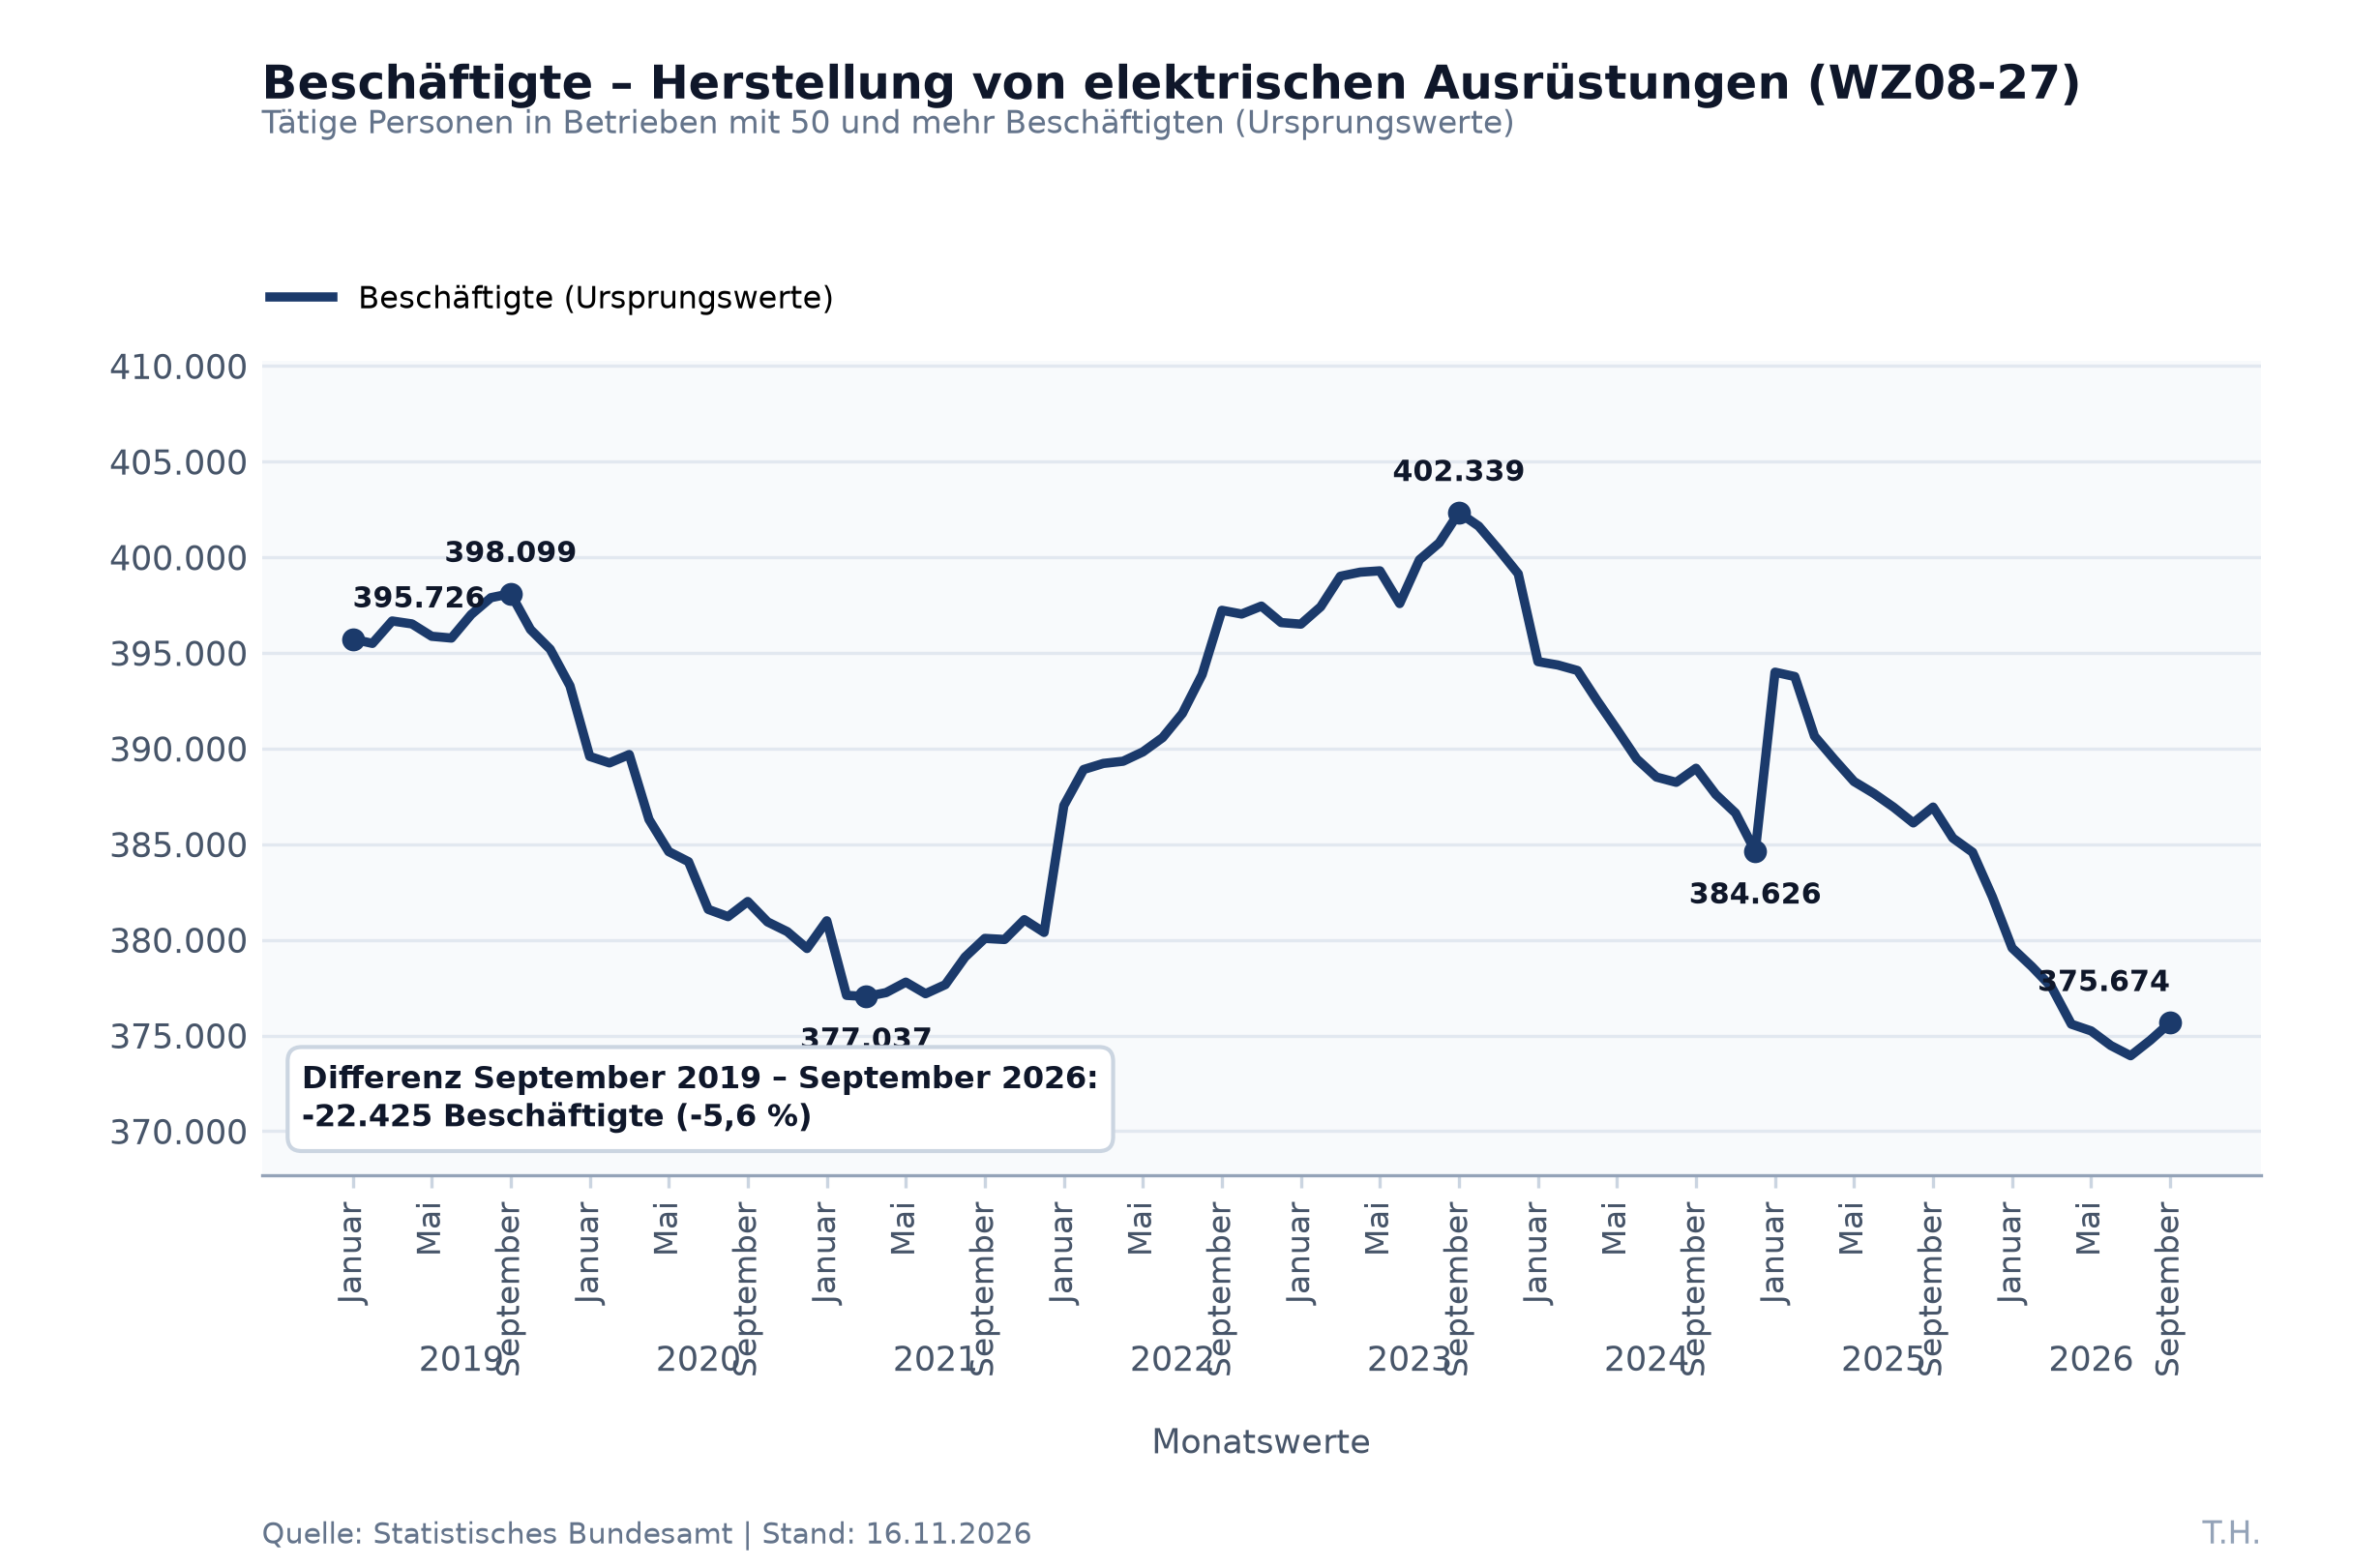 Beschäftigte – Herstellung von elektrischen Ausrüstungen (WZ08-27)
Tätige Personen in Betrieben mit 50 und mehr Beschäftigten (Ursprungswerte)
Beschäftigte (Ursprungswerte)
410.000
405.000
400.000
395.000
390.000
385.000
380.000
375.000
370.000
395.726
398.099
377.037
402.339
384.626
375.674
Differenz September 2019 – September 2026:
-22.425 Beschäftigte (-5,6 %)
Januar
Mai
September
Januar
Mai
September
Januar
Mai
September
Januar
Mai
September
Januar
Mai
September
Januar
Mai
September
Januar
Mai
September
Januar
Mai
September
2019
2020
2021
2022
2023
2024
2025
2026
Monatswerte
Quelle: Statistisches Bundesamt | Stand: 16.11.2026
T.H.